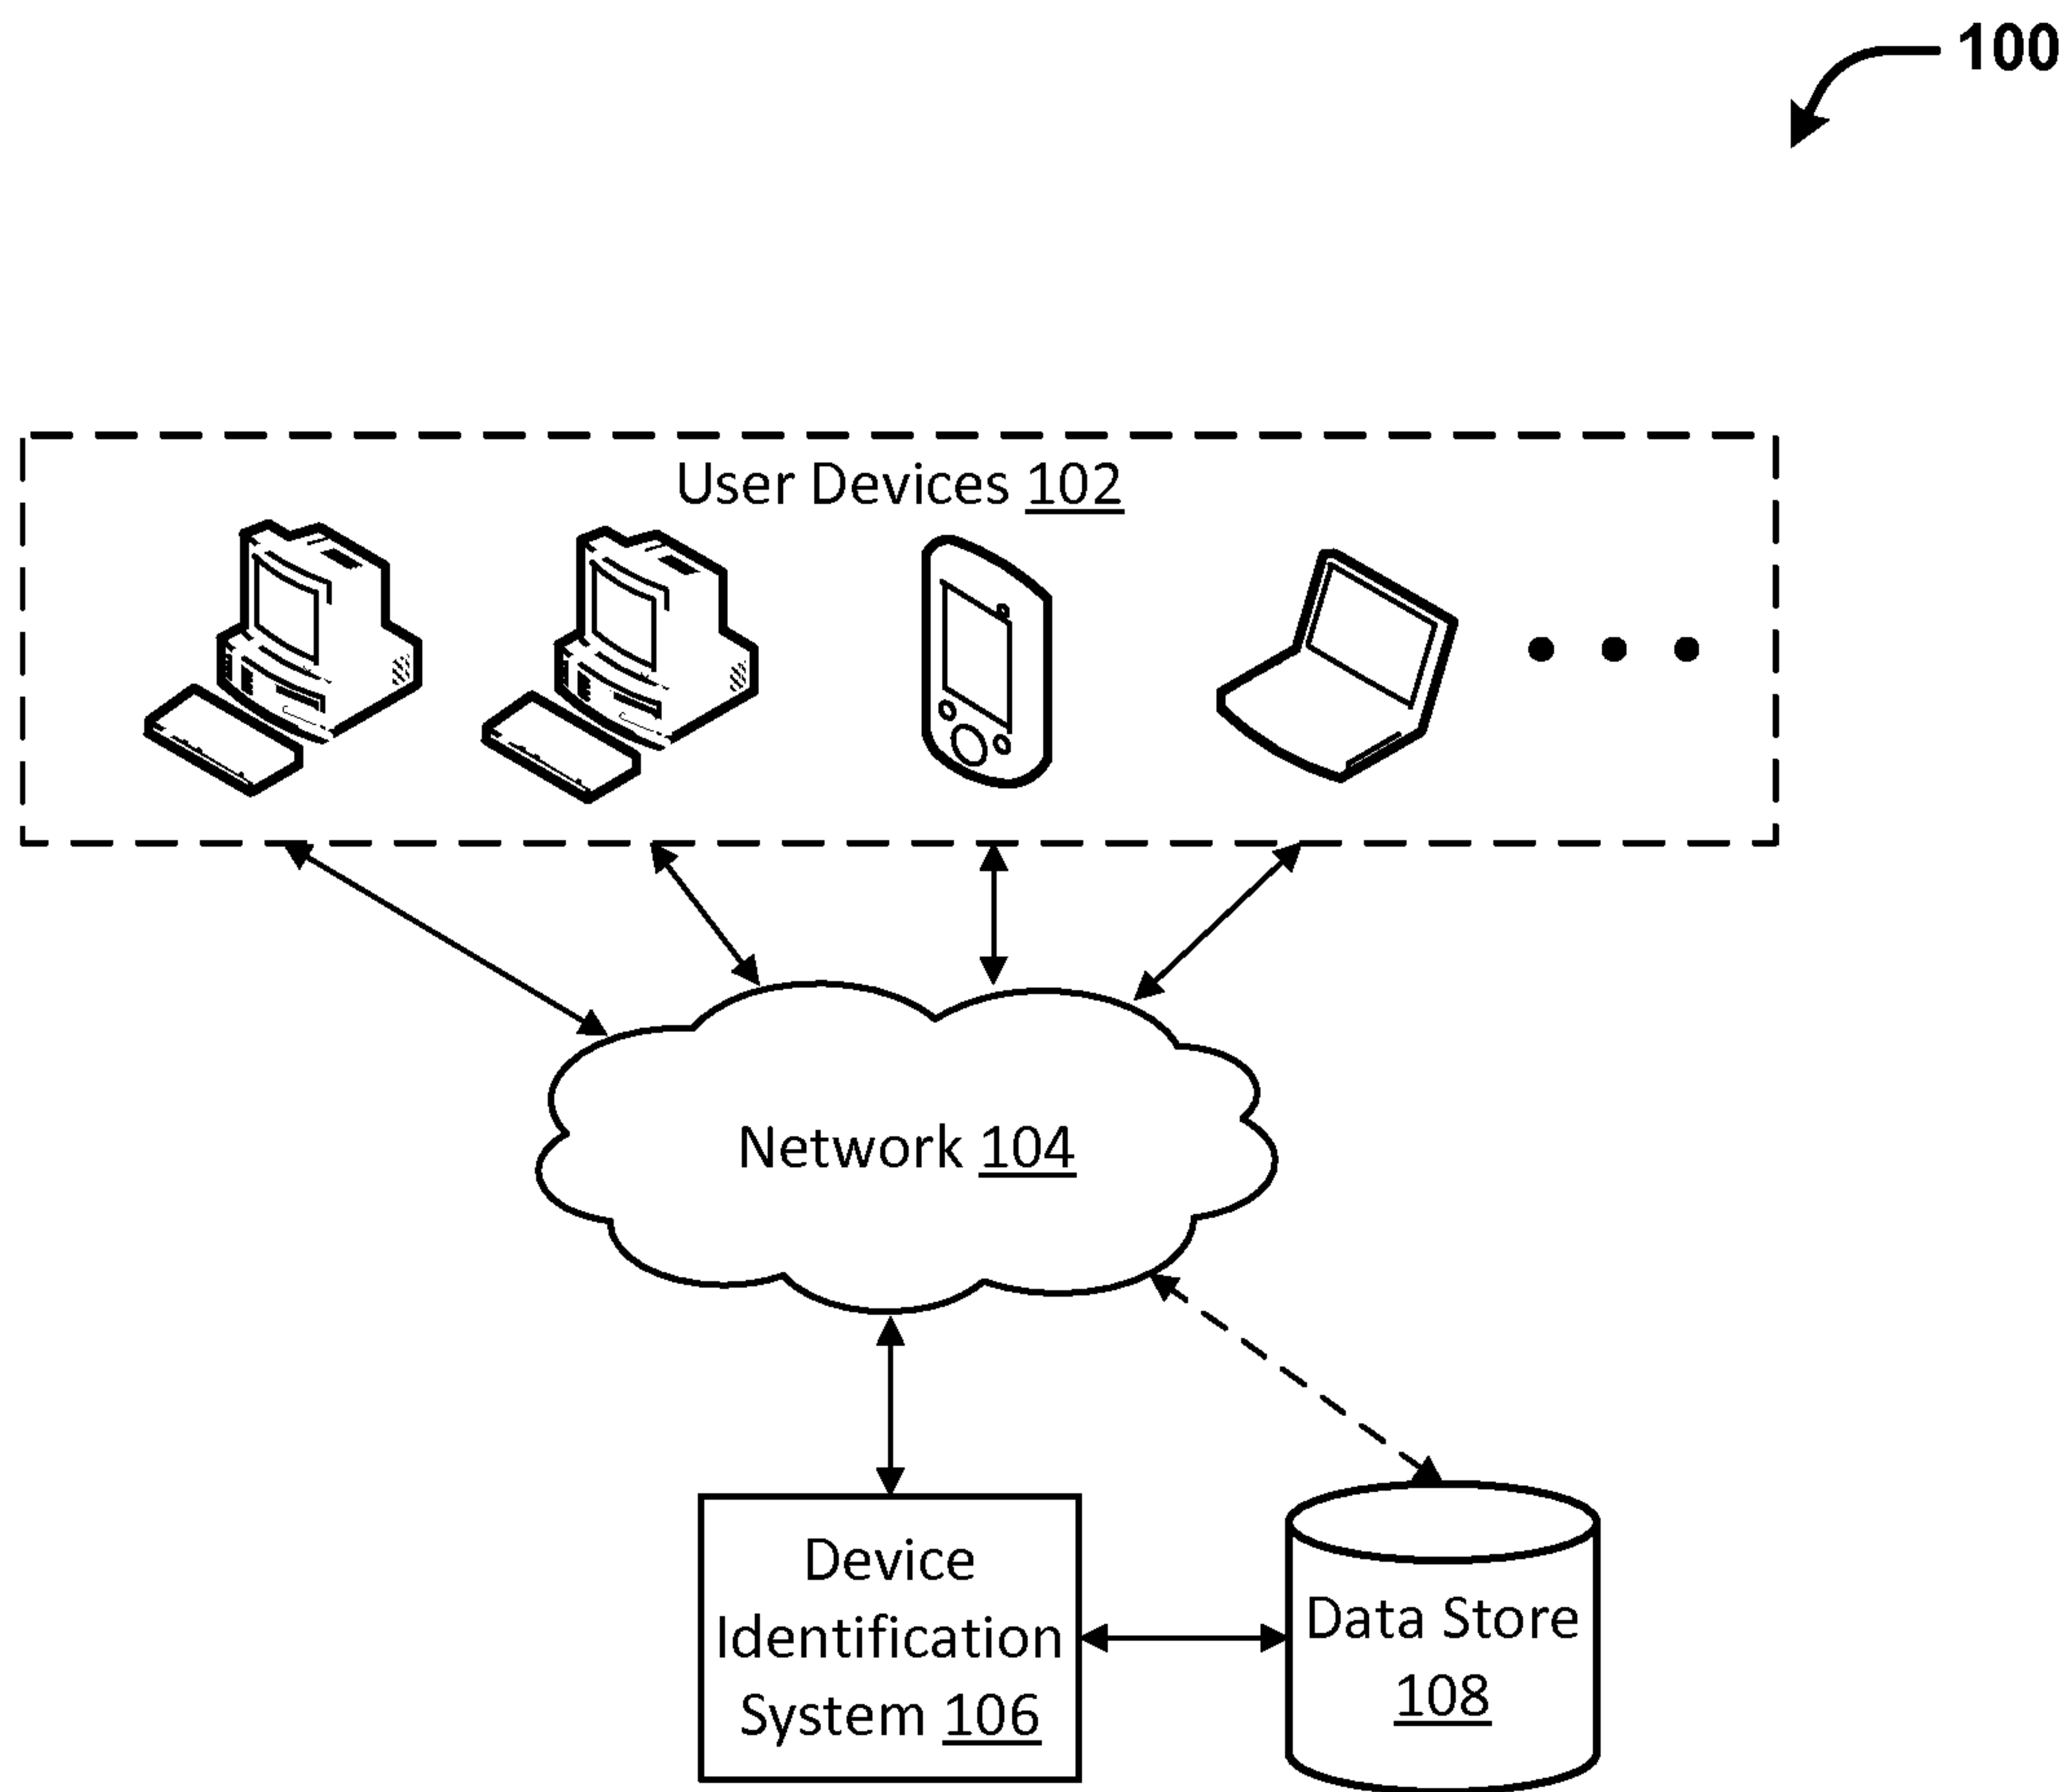 100
User Devices 102
Network 104
Device
Identification
System 106
Data Store
108